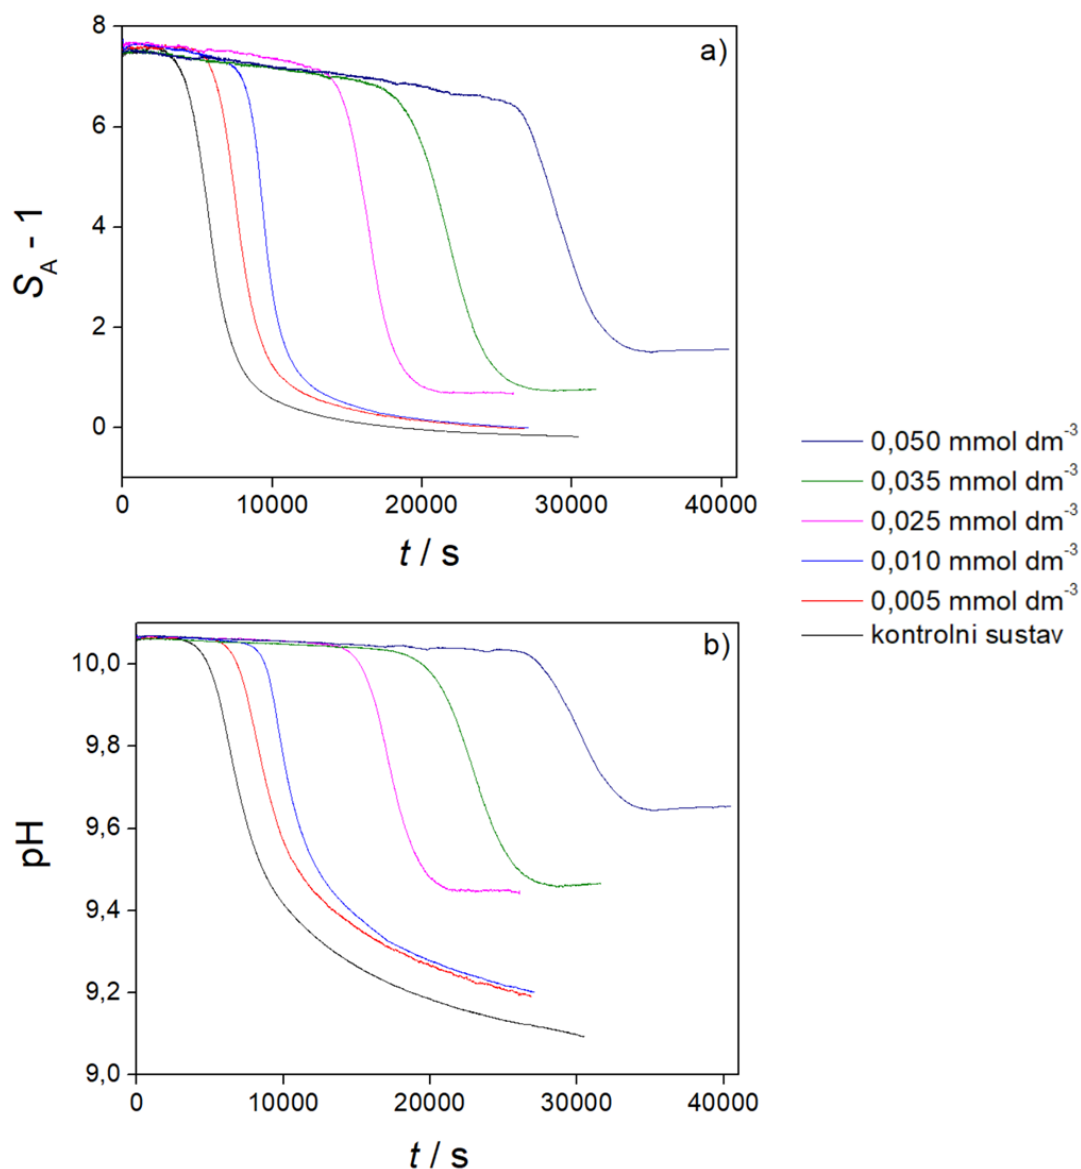 a)
8
6
4
2
0
S_A - 1
0 10000 20000 30000 40000
t / s
0,050 mmol dm⁻³
0,035 mmol dm⁻³
0,025 mmol dm⁻³
0,010 mmol dm⁻³
0,005 mmol dm⁻³
kontrolni sustav
b)
10,0
9,8
9,6
9,4
9,2
9,0
pH
0 10000 20000 30000 40000
t / s